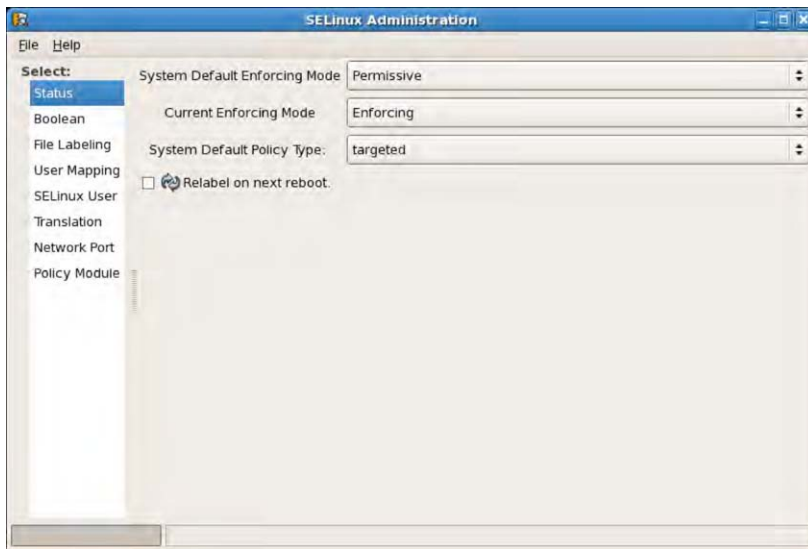 SELinux Administration
File Help
Select:
Status
Boolean
File Labeling
User Mapping
SELinux User
Translation
Network Port
Policy Module
System Default Enforcing Mode Permissive
Current Enforcing Mode Enforcing
System Default Policy Type: targeted
Relabel on next reboot.